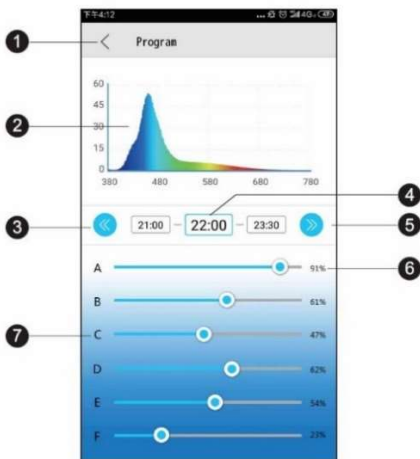 下午4:12 ... 4G
1 Program
60
45
2 30
15
0
380 480 580 680 780
4
3 21:00 – 22:00 – 23:30 5
A 91% 6
B 61%
7 C 47%
D 62%
E 54%
F 23%